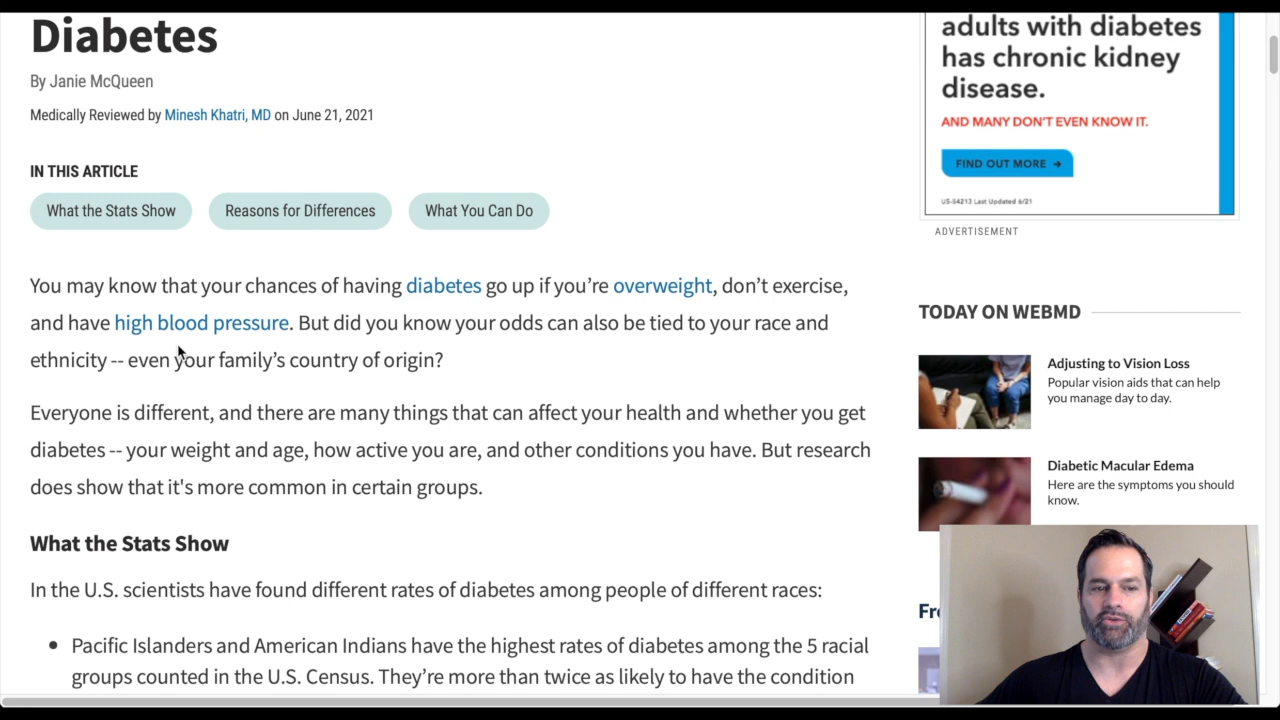 Diabetes
By Janie McQueen
Medically Reviewed by Minesh Khatri, MD on June 21, 2021
IN THIS ARTICLE
What the Stats Show
Reasons for Differences
What You Can Do
You may know that your chances of having diabetes go up if you’re overweight, don’t exercise,
and have high blood pressure. But did you know your odds can also be tied to your race and
ethnicity -- even your family’s country of origin?
Everyone is different, and there are many things that can affect your health and whether you get
diabetes -- your weight and age, how active you are, and other conditions you have. But research
does show that it's more common in certain groups.
What the Stats Show
In the U.S. scientists have found different rates of diabetes among people of different races:
• Pacific Islanders and American Indians have the highest rates of diabetes among the 5 racial
groups counted in the U.S. Census. They’re more than twice as likely to have the condition
adults with diabetes
has chronic kidney
disease.
AND MANY DON’T EVEN KNOW IT.
FIND OUT MORE →
US-54213 Last Updated 6/21
ADVERTISEMENT
TODAY ON WEBMD
Adjusting to Vision Loss
Popular vision aids that can help
you manage day to day.
Diabetic Macular Edema
Here are the symptoms you should
know.